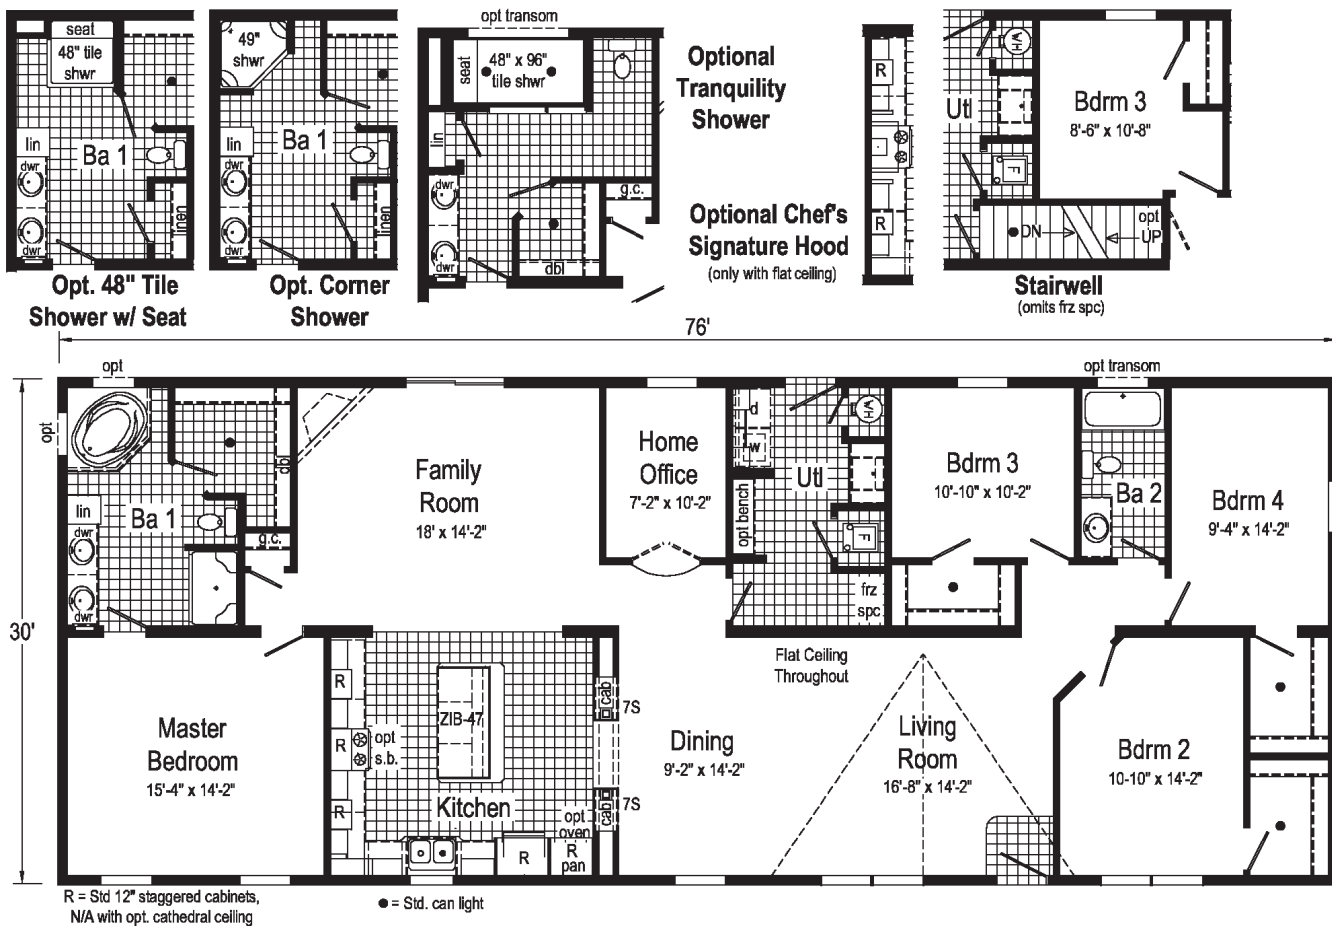 seat
48" tile
shwr
lin
dwr
Ba 1
dwr
linen
Opt. 48" Tile
Shower w/ Seat
49"
shwr
lin
dwr
Ba 1
dwr
linen
Opt. Corner
Shower
opt transom
seat
48" x 96"
tile shwr
lin
dwr
dwr
g.c.
dbl
Optional
Tranquility
Shower
Optional Chef's
Signature Hood
(only with flat ceiling)
R
R
WH
Utl
F
Bdrm 3
8'-6" x 10'-8"
DN
opt
UP
Stairwell
(omits frz spc)
76'
30'
opt
opt
lin
dwr
Ba 1
dwr
dbl
g.c.
Family
Room
18' x 14'-2"
Home
Office
7'-2" x 10'-2"
d
w
opt bench
Utl
WH
F
frz
spc
Bdrm 3
10'-10" x 10'-2"
opt transom
Ba 2
Bdrm 4
9'-4" x 14'-2"
Master
Bedroom
15'-4" x 14'-2"
R
R
R
opt
s.b.
ZIB-47
Kitchen
opt
oven
R
R
pan
cab
7S
cab
7S
Dining
9'-2" x 14'-2"
Flat Ceiling
Throughout
Living
Room
16'-8" x 14'-2"
Bdrm 2
10-10" x 14'-2"
R = Std 12" staggered cabinets,
N/A with opt. cathedral ceiling
● = Std. can light